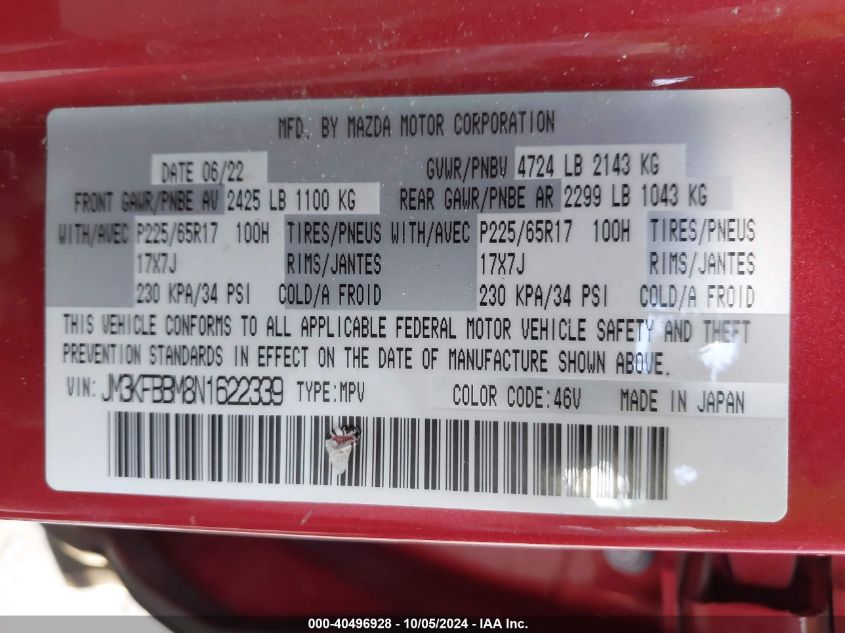 MFD. BY MAZDA MOTOR CORPORATION
DATE 06/22 GVWR/PNBV 4724 LB 2143 KG
FRONT GAWR/PNBE AV 2425 LB 1100 KG REAR GAWR/PNBE AR 2299 LB 1043 KG
WITH/AVEC P225/65R17 100H TIRES/PNEUS WITH/AVEC P225/65R17 100H TIRES/PNEUS
17X7J RIMS/JANTES 17X7J RIMS/JANTES
230 KPA/34 PSI COLD/A FROID 230 KPA/34 PSI COLD/A FROID
THIS VEHICLE CONFORMS TO ALL APPLICABLE FEDERAL MOTOR VEHICLE SAFETY AND THEFT
PREVENTION STANDARDS IN EFFECT ON THE DATE OF MANUFACTURE SHOWN ABOVE.
VIN: JM3KFBBM8N1622339 TYPE:MPV COLOR CODE:46V MADE IN JAPAN
000-40496928 - 10/05/2024 - IAA Inc.